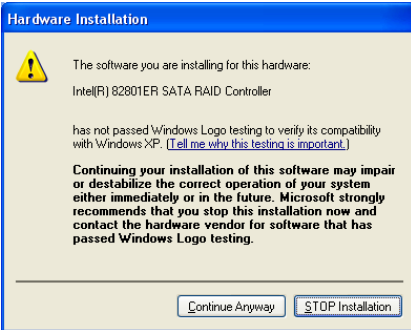 Hardware Installation
The software you are installing for this hardware:
Intel(R) 82801ER SATA RAID Controller
has not passed Windows Logo testing to verify its compatibility
with Windows XP. (Tell me why this testing is important.)
Continuing your installation of this software may impair
or destabilize the correct operation of your system
either immediately or in the future. Microsoft strongly
recommends that you stop this installation now and
contact the hardware vendor for software that has
passed Windows Logo testing.
Continue Anyway STOP Installation